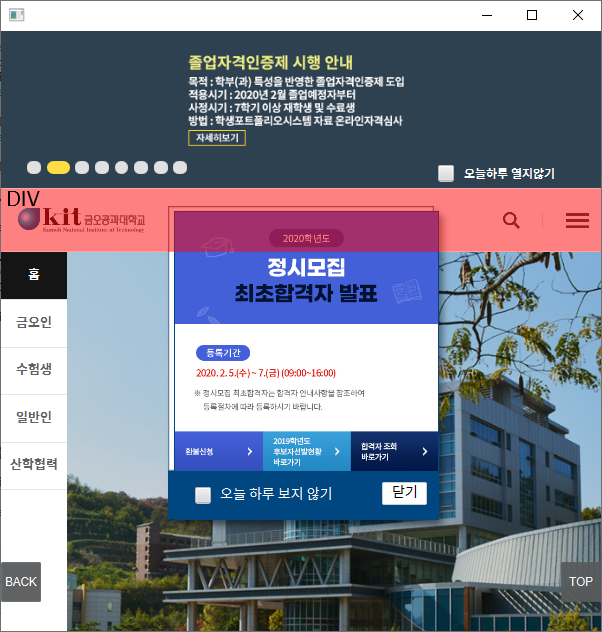 졸업자격인증제 시행 안내
목적 : 학부(과) 특성을 반영한 졸업자격인증제 도입
적용시기 : 2020년 2월 졸업예정자부터
사정시기 : 7학기 이상 재학생 및 수료생
방법 : 학생포트폴리오시스템 자료 온라인자격심사
자세히보기
오늘하루 열지않기
DIV
kit 금오공과대학교
Kumoh National Institute of Technology
2020학년도
정시모집
최초합격자 발표
홈
금오인
수험생
일반인
산학협력
등록기간
2020. 2. 5.(수) ~ 7.(금) (09:00~16:00)
※ 정시모집 최초합격자는 합격자 안내사항을 참조하여
등록절차에 따라 등록하시기 바랍니다.
환불신청
2019학년도
후보자선발현황
바로가기
합격자 조회
바로가기
오늘 하루 보지 않기
닫기
BACK
TOP